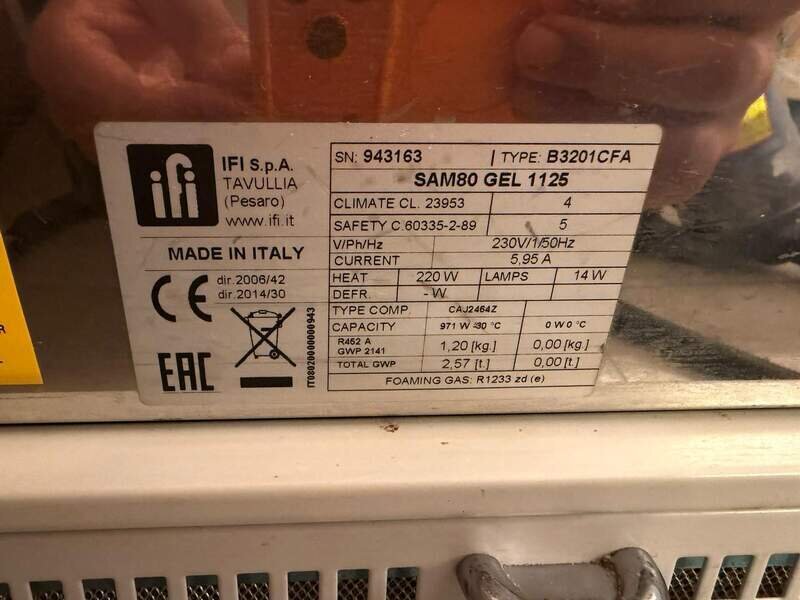 ifi
IFI S.p.A.
TAVULLIA
(Pesaro)
www.ifi.it
MADE IN ITALY
CE
dir.2006/42
dir.2014/30
EAC
IT08020000000943
SN: 943163 | TYPE: B3201CFA
SAM80 GEL 1125
CLIMATE CL. 23953 4
SAFETY C.60335-2-89 5
V/Ph/Hz 230V/1/50Hz
CURRENT 5,95 A
HEAT 220 W LAMPS 14 W
DEFR. - W
TYPE COMP. CAJ2464Z
CAPACITY 971 W -30 °C 0 W 0 °C
R452 A
GWP 2141 1,20 [kg.] 0,00 [kg.]
TOTAL GWP 2,57 [t.] 0,00 [t.]
FOAMING GAS: R1233 zd (e)